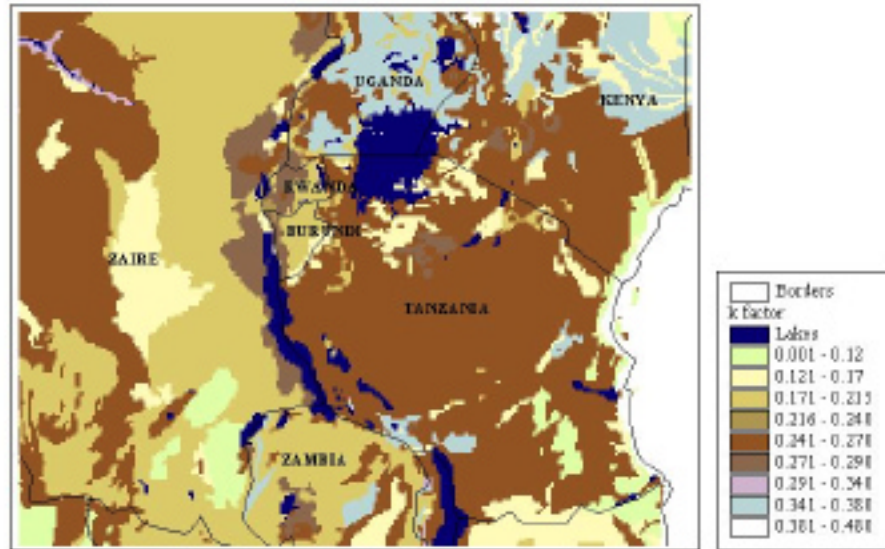 UGANDA
KENYA
RWANDA
BURUNDI
ZAIRE
TANZANIA
ZAMBIA
Borders
k factor
Lakes
0.001 - 0.12
0.121 - 0.17
0.171 - 0.215
0.216 - 0.240
0.241 - 0.270
0.271 - 0.290
0.291 - 0.340
0.341 - 0.380
0.381 - 0.480